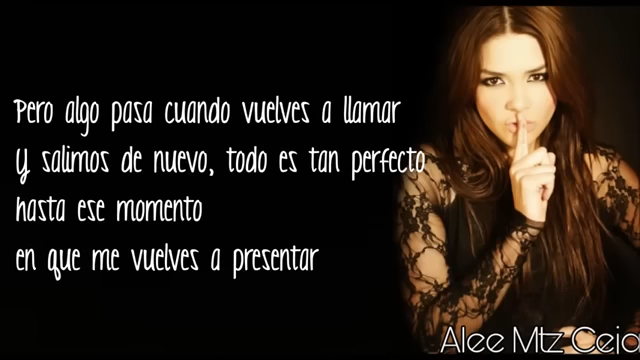 Pero algo pasa cuando vuelves a llamar
Y salimos de nuevo, todo es tan perfecto
hasta ese momento
en que me vuelves a presentar
Alee Mtz Ceja